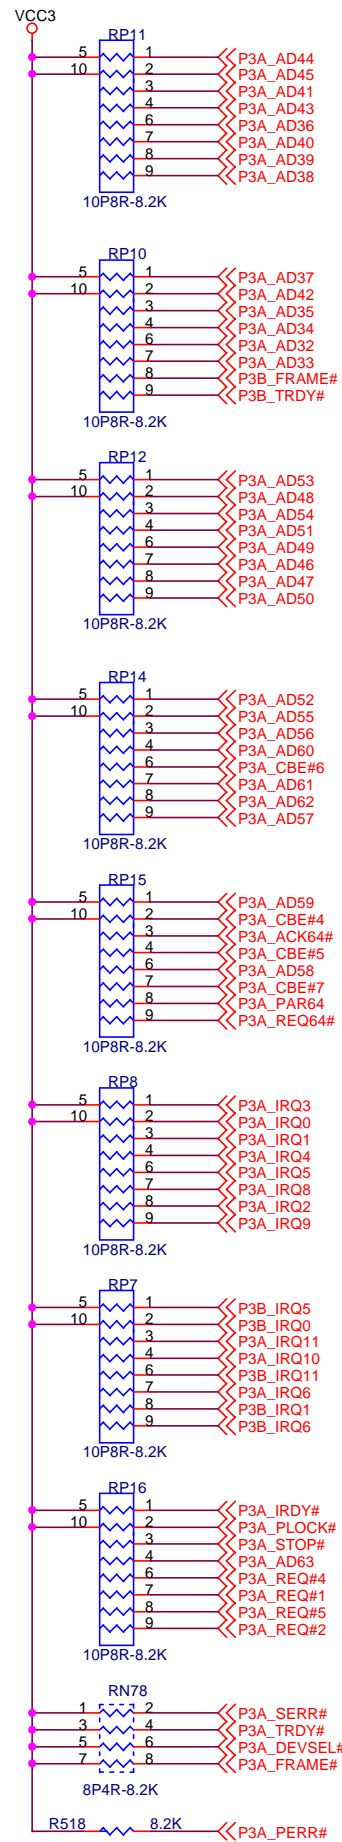 VCC3
RP11
5 1 P3A_AD44
10 2 P3A_AD45
3 P3A_AD41
4 P3A_AD43
6 P3A_AD36
7 P3A_AD40
8 P3A_AD39
9 P3A_AD38
10P8R-8.2K
RP10
5 1 P3A_AD37
10 2 P3A_AD42
3 P3A_AD35
4 P3A_AD34
6 P3A_AD32
7 P3A_AD33
8 P3B_FRAME#
9 P3B_TRDY#
10P8R-8.2K
RP12
5 1 P3A_AD53
10 2 P3A_AD48
3 P3A_AD54
4 P3A_AD51
6 P3A_AD49
7 P3A_AD46
8 P3A_AD47
9 P3A_AD50
10P8R-8.2K
RP14
5 1 P3A_AD52
10 2 P3A_AD55
3 P3A_AD56
4 P3A_AD60
6 P3A_CBE#6
7 P3A_AD61
8 P3A_AD62
9 P3A_AD57
10P8R-8.2K
RP15
5 1 P3A_AD59
10 2 P3A_CBE#4
3 P3A_ACK64#
4 P3A_CBE#5
6 P3A_AD58
7 P3A_CBE#7
8 P3A_PAR64
9 P3A_REQ64#
10P8R-8.2K
RP8
5 1 P3A_IRQ3
10 2 P3A_IRQ0
3 P3A_IRQ1
4 P3A_IRQ4
6 P3A_IRQ5
7 P3A_IRQ8
8 P3A_IRQ2
9 P3A_IRQ9
10P8R-8.2K
RP7
5 1 P3B_IRQ5
10 2 P3B_IRQ0
3 P3A_IRQ11
4 P3A_IRQ10
6 P3B_IRQ11
7 P3A_IRQ6
8 P3B_IRQ1
9 P3B_IRQ6
10P8R-8.2K
RP16
5 1 P3A_IRDY#
10 2 P3A_PLOCK#
3 P3A_STOP#
4 P3A_AD63
6 P3A_REQ#4
7 P3A_REQ#1
8 P3A_REQ#5
9 P3A_REQ#2
10P8R-8.2K
RN78
1 2 P3A_SERR#
3 4 P3A_TRDY#
5 6 P3A_DEVSEL#
7 8 P3A_FRAME#
8P4R-8.2K
R518 8.2K P3A_PERR#